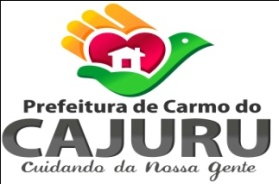 Prefeitura de Carmo do
CAJURU
Cuidando da Nossa Gente